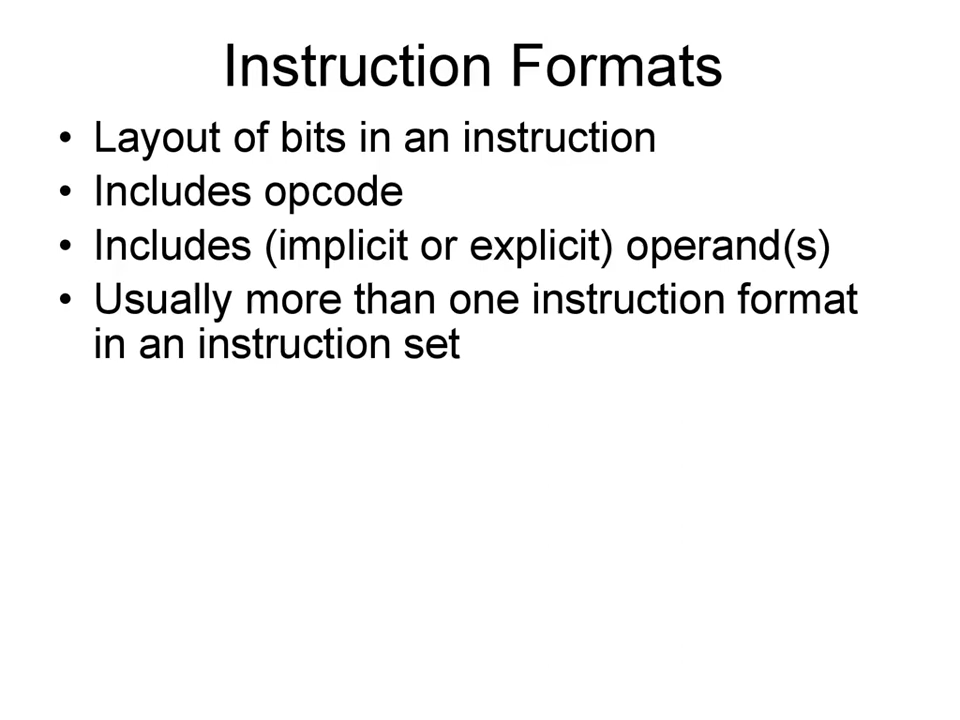 Instruction Formats
• Layout of bits in an instruction
• Includes opcode
• Includes (implicit or explicit) operand(s)
• Usually more than one instruction format
in an instruction set